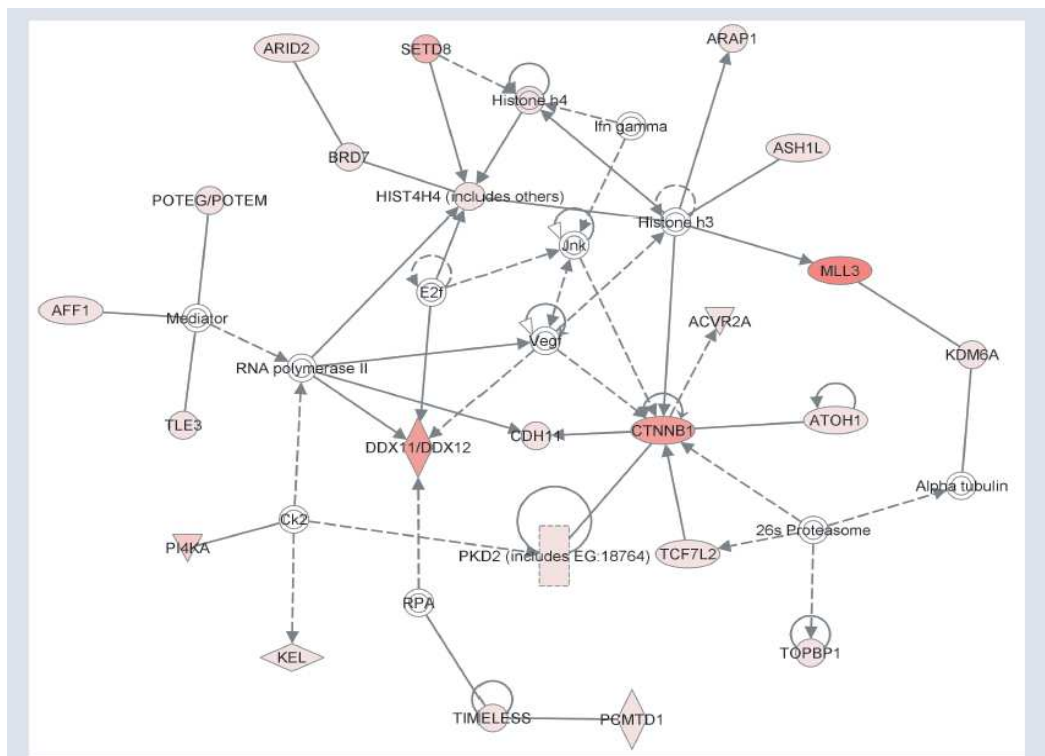 ARAP1
ARID2
SETD8
Histone h4
Ifn gamma
BRD7
ASH1L
HIST4H4 (includes others)
POTEG/POTEM
Histone h3
Jnk
MLL3
E2f
AFF1
Mediator
ACVR2A
Vegf
KDM6A
RNA polymerase II
TLE3
CDH11
CTNNB1
ATOH1
DDX11/DDX12
Alpha tubulin
Ck2
26s Proteasome
PI4KA
PKD2 (includes EG:18764)
TCF7L2
RPA
KEL
TOPBP1
TIMELESS
PCMTD1